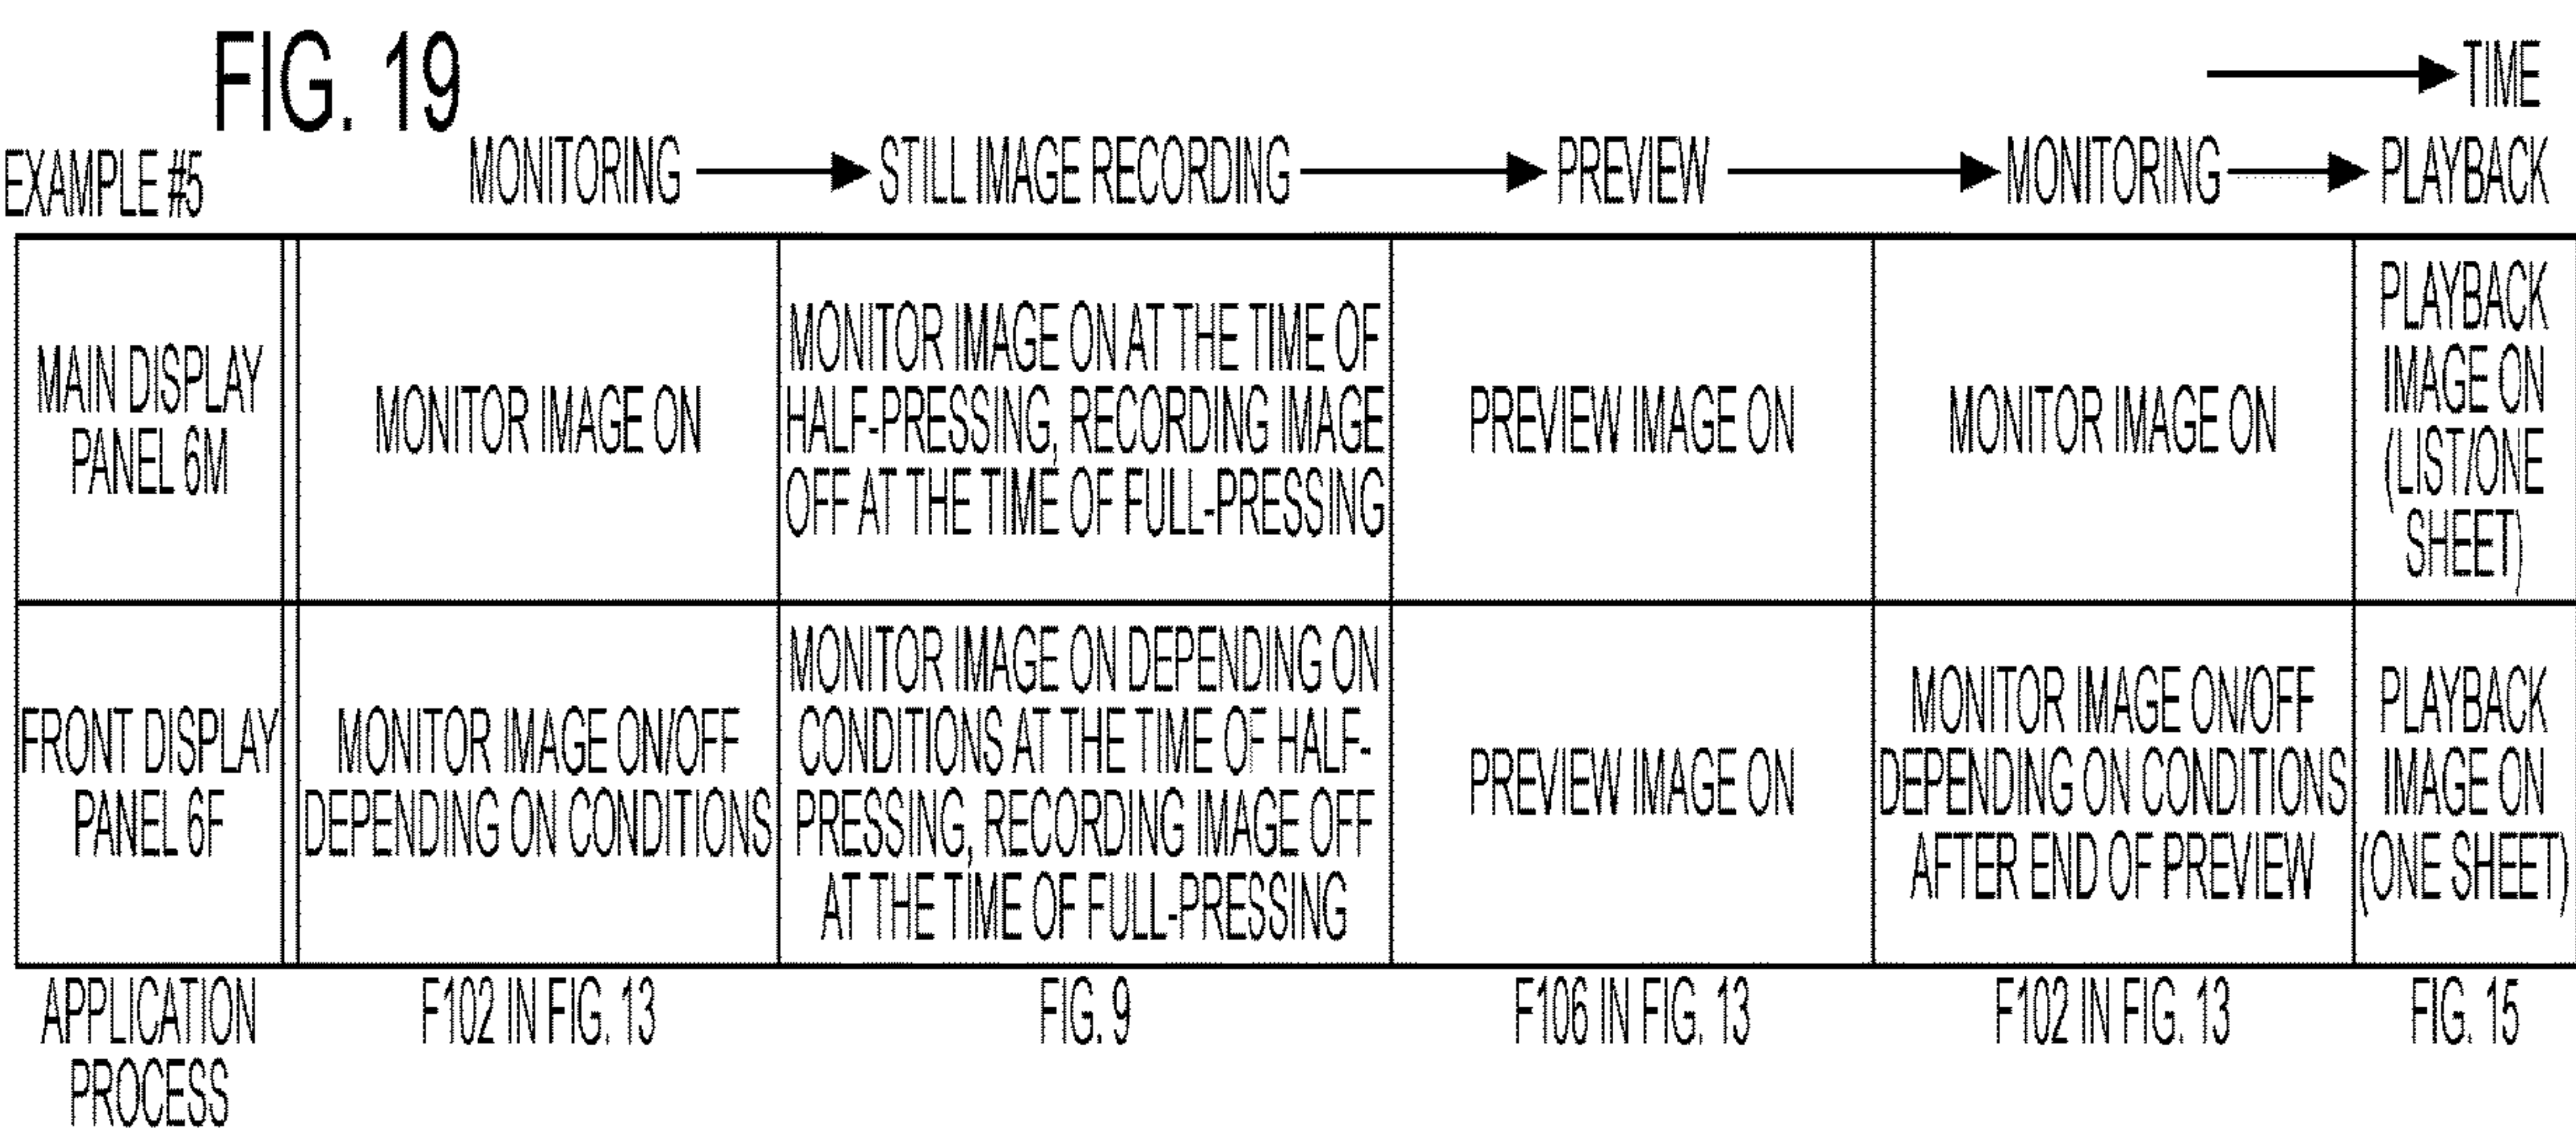 FIG. 19
TIME
EXAMPLE #5
MONITORING
STILL IMAGE RECORDING
PREVIEW
MONITORING
PLAYBACK
MAIN DISPLAY
PANEL 6M
MONITOR IMAGE ON
MONITOR IMAGE ON AT THE TIME OF
HALF-PRESSING, RECORDING IMAGE
OFF AT THE TIME OF FULL-PRESSING
PREVIEW IMAGE ON
MONITOR IMAGE ON
PLAYBACK
IMAGE ON
(LIST/ONE
SHEET)
FRONT DISPLAY
PANEL 6F
MONITOR IMAGE ON/OFF
DEPENDING ON CONDITIONS
MONITOR IMAGE ON DEPENDING ON
CONDITIONS AT THE TIME OF HALF-
PRESSING, RECORDING IMAGE OFF
AT THE TIME OF FULL-PRESSING
PREVIEW IMAGE ON
MONITOR IMAGE ON/OFF
DEPENDING ON CONDITIONS
AFTER END OF PREVIEW
PLAYBACK
IMAGE ON
(ONE SHEET)
APPLICATION
PROCESS
F102 IN FIG. 13
FIG. 9
F106 IN FIG. 13
F102 IN FIG. 13
FIG. 15